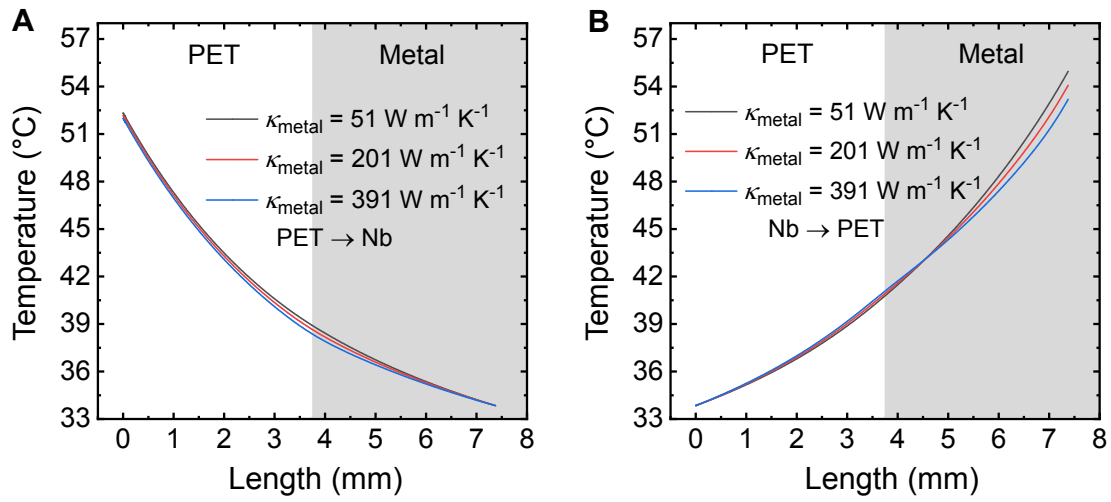 A
PET
Metal
κmetal = 51 W m⁻¹ K⁻¹
κmetal = 201 W m⁻¹ K⁻¹
κmetal = 391 W m⁻¹ K⁻¹
PET → Nb
57
54
51
48
45
42
39
36
33
Temperature (°C)
0 1 2 3 4 5 6 7 8
Length (mm)
B
PET
Metal
κmetal = 51 W m⁻¹ K⁻¹
κmetal = 201 W m⁻¹ K⁻¹
κmetal = 391 W m⁻¹ K⁻¹
Nb → PET
57
54
51
48
45
42
39
36
33
Temperature (°C)
0 1 2 3 4 5 6 7 8
Length (mm)